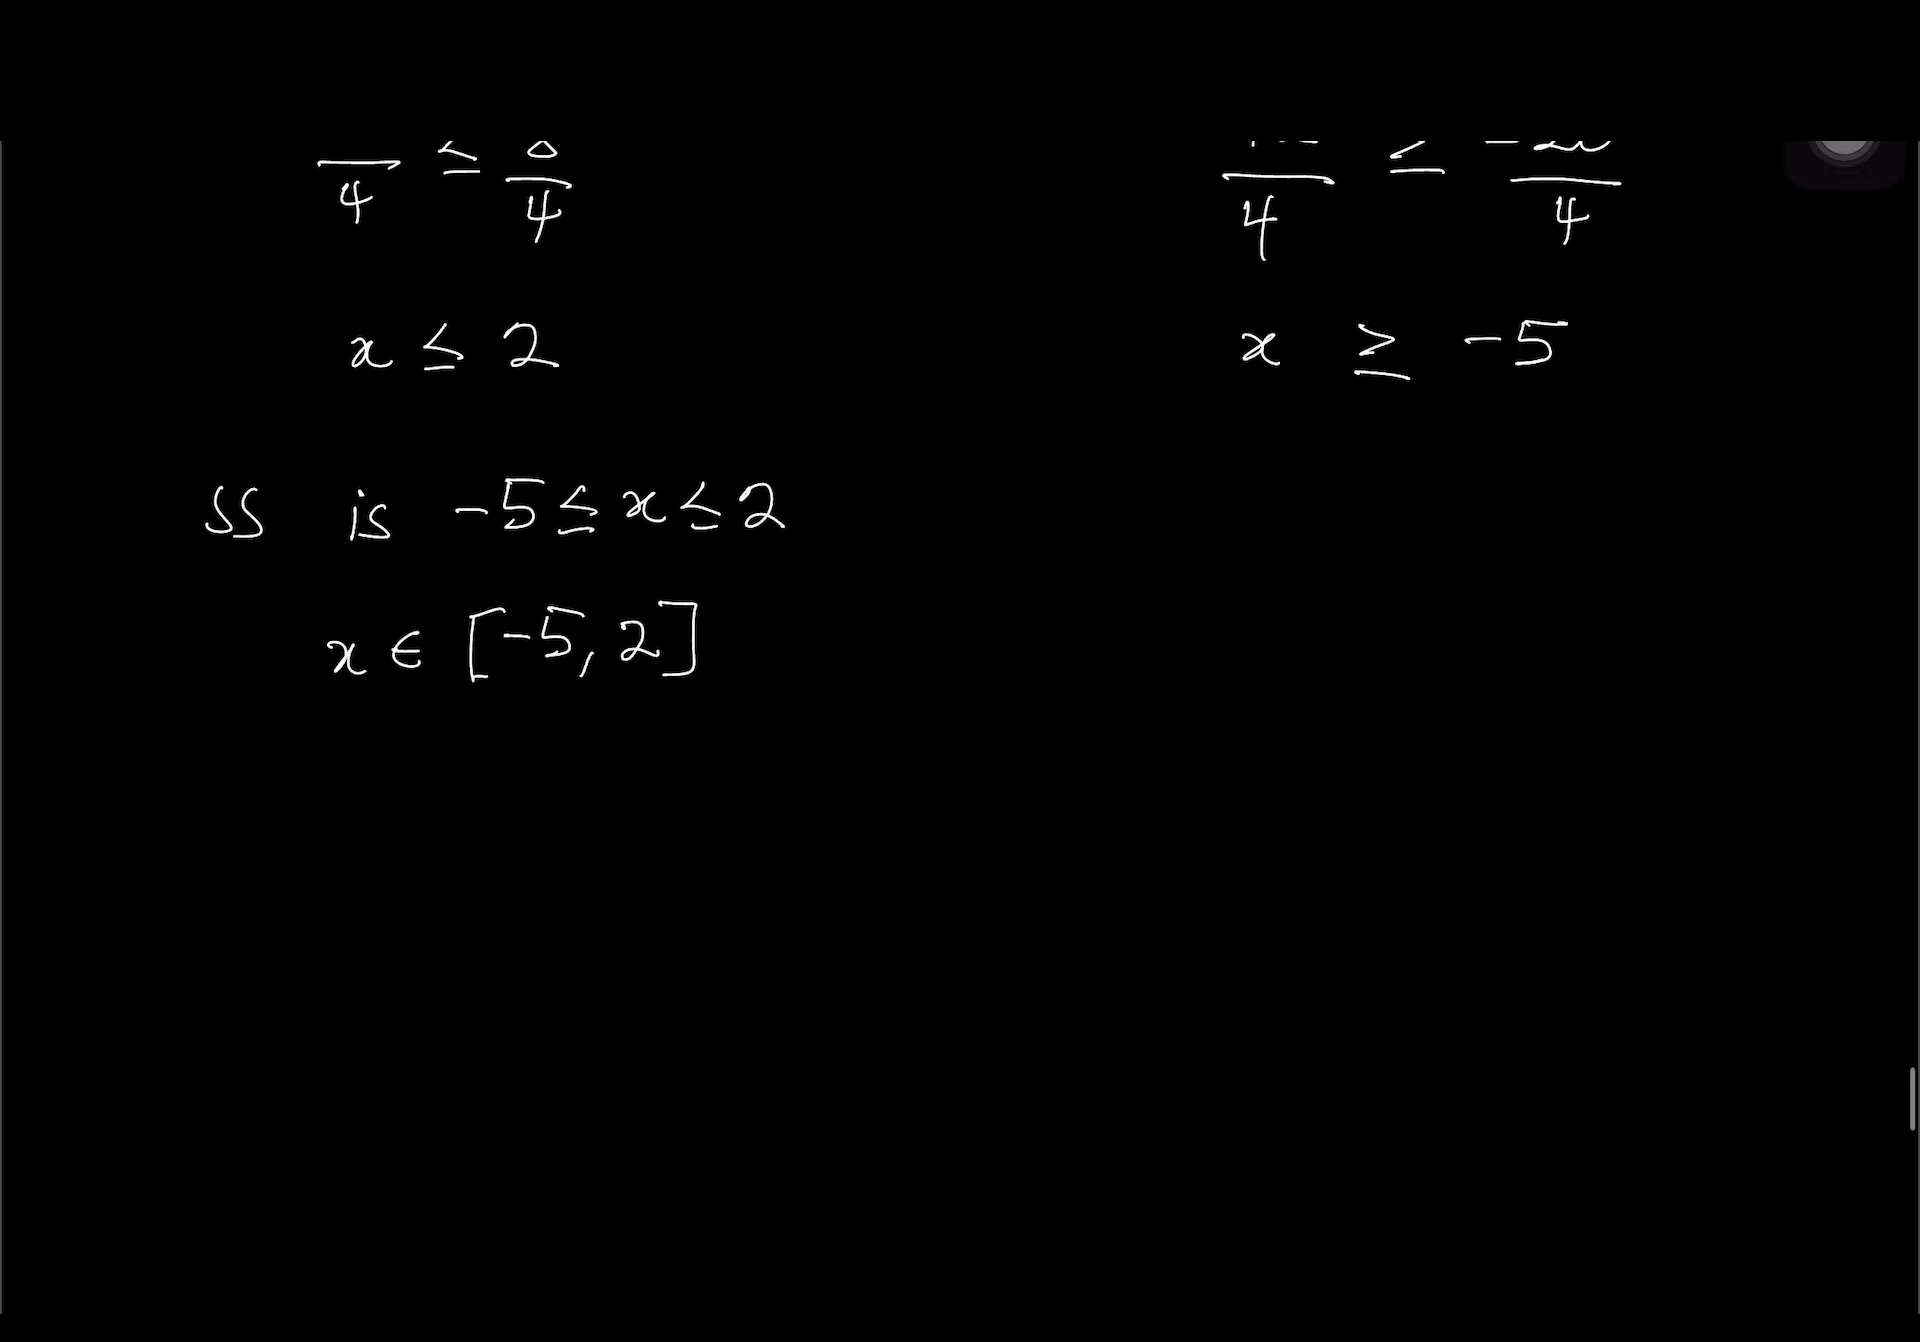 ≤
4 4
≥
4 4
x ≤ 2
x ≥ -5
SS is -5 ≤ x ≤ 2
x ∈ [-5, 2]